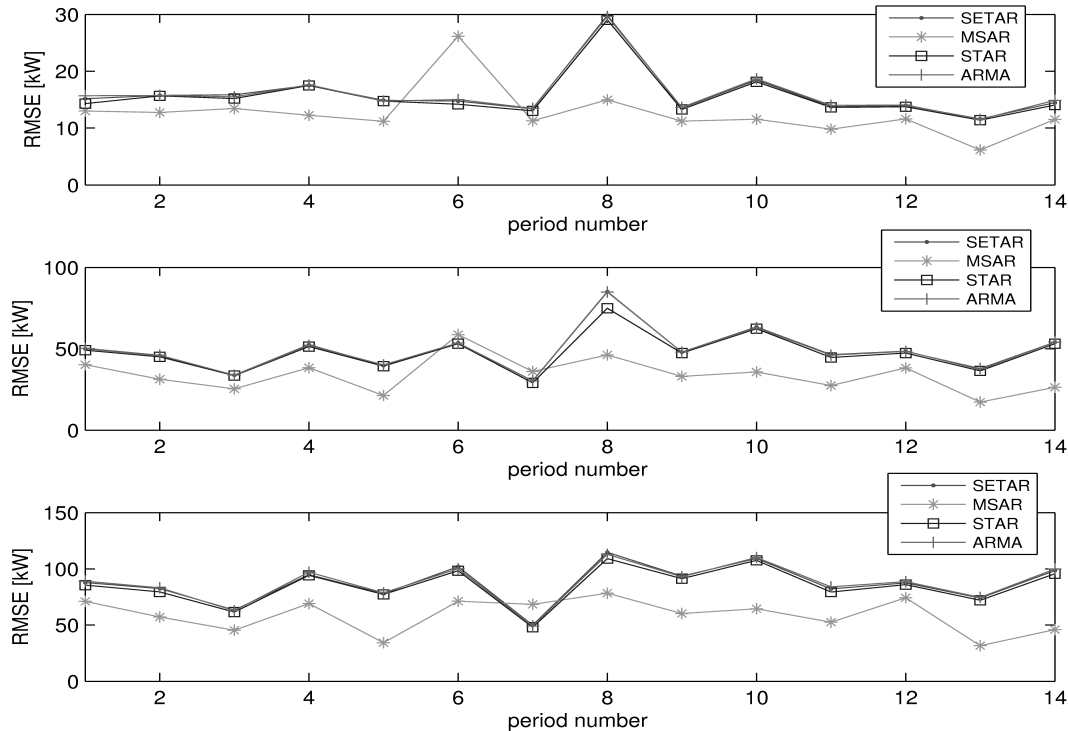 30
20
10
0
RMSE [kW]
SETAR
MSAR
STAR
ARMA
2 4 6 8 10 12 14
period number
100
50
0
RMSE [kW]
SETAR
MSAR
STAR
ARMA
2 4 6 8 10 12 14
period number
150
100
50
0
RMSE [kW]
SETAR
MSAR
STAR
ARMA
2 4 6 8 10 12 14
period number